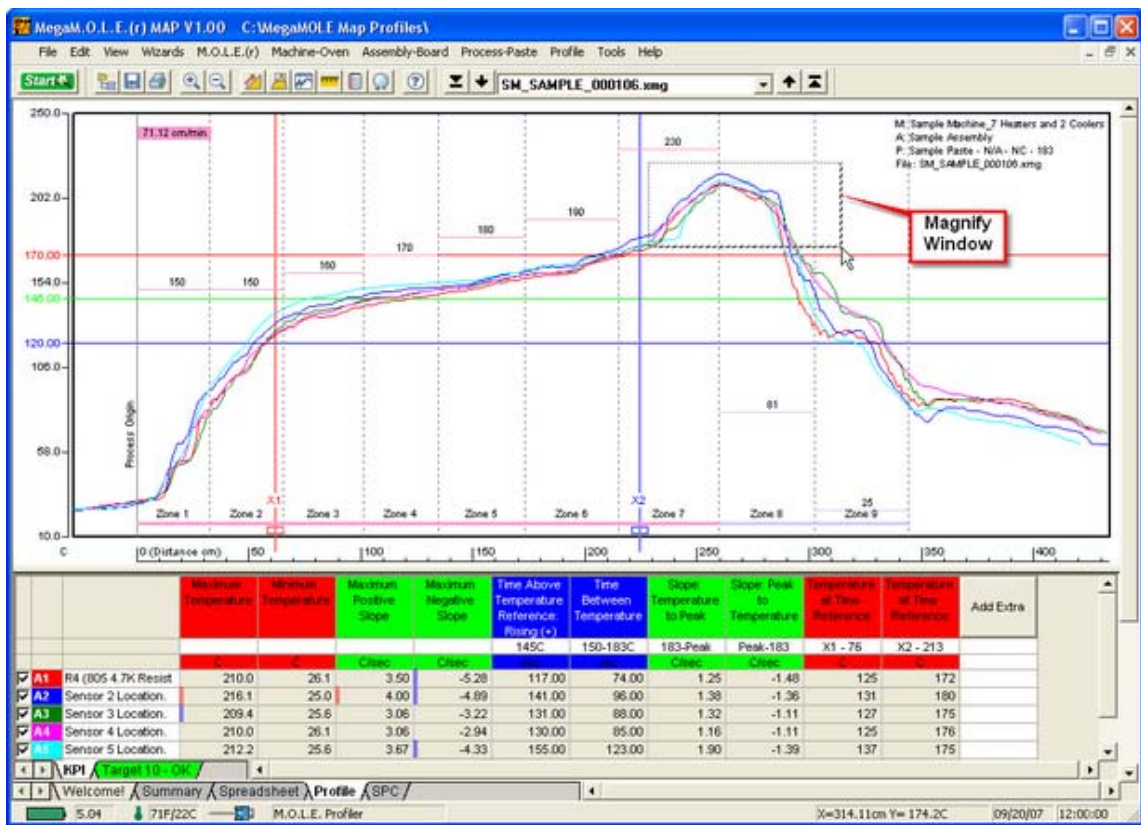 MegaM.O.L.E.(r) MAP V1.00 C:\MegaMOLE Map Profiles\
File Edit View Wizards M.O.L.E.(r) Machine-Oven Assembly-Board Process-Paste Profile Tools Help
Start SM_SAMPLE_000106.xmg
250.0
71.12 cm/min
M: Sample Machine_7 Heaters and 2 Coolers
A: Sample Assembly
P: Sample Paste - N/A - NC - 183
File: SM_SAMPLE_000106.xmg
230
202.0
190
Magnify
Window
180
170
170.00
160
154.0
150 150
145.00
120.00
106.0
81
58.0
Process Origin
X1 X2
25
Zone 1 Zone 2 Zone 3 Zone 4 Zone 5 Zone 6 Zone 7 Zone 8 Zone 9
10.0
C 0 (Distance cm) 50 100 150 200 250 300 350 400
Maximum Temperature Minimum Temperature Maximum Positive Slope Maximum Negative Slope Time Above Temperature Reference: Rising (+) Time Between Temperature Slope: Temperature to Peak Slope: Peak to Temperature Temperature at Time Reference Temperature at Time Reference Add Extra
145C 150-183C 183-Peak Peak-183 X1 - 76 X2 - 213
C C C/sec C/sec sec sec C/sec C/sec C C
A1 R4 (805 4.7K Resist 210.0 26.1 3.50 -5.28 117.00 74.00 1.25 -1.48 125 172
A2 Sensor 2 Location. 216.1 25.0 4.00 -4.89 141.00 96.00 1.38 -1.36 131 180
A3 Sensor 3 Location. 209.4 25.6 3.06 -3.22 131.00 88.00 1.32 -1.11 127 175
A4 Sensor 4 Location. 210.0 26.1 3.06 -2.94 130.00 85.00 1.16 -1.11 125 176
A5 Sensor 5 Location. 212.2 25.6 3.67 -4.33 155.00 123.00 1.90 -1.39 137 175
KPI Target 10 - OK
Welcome! Summary Spreadsheet Profile SPC
5.04 71F/22C M.O.L.E. Profiler X=314.11cm Y= 174.2C 09/20/07 12:00:00